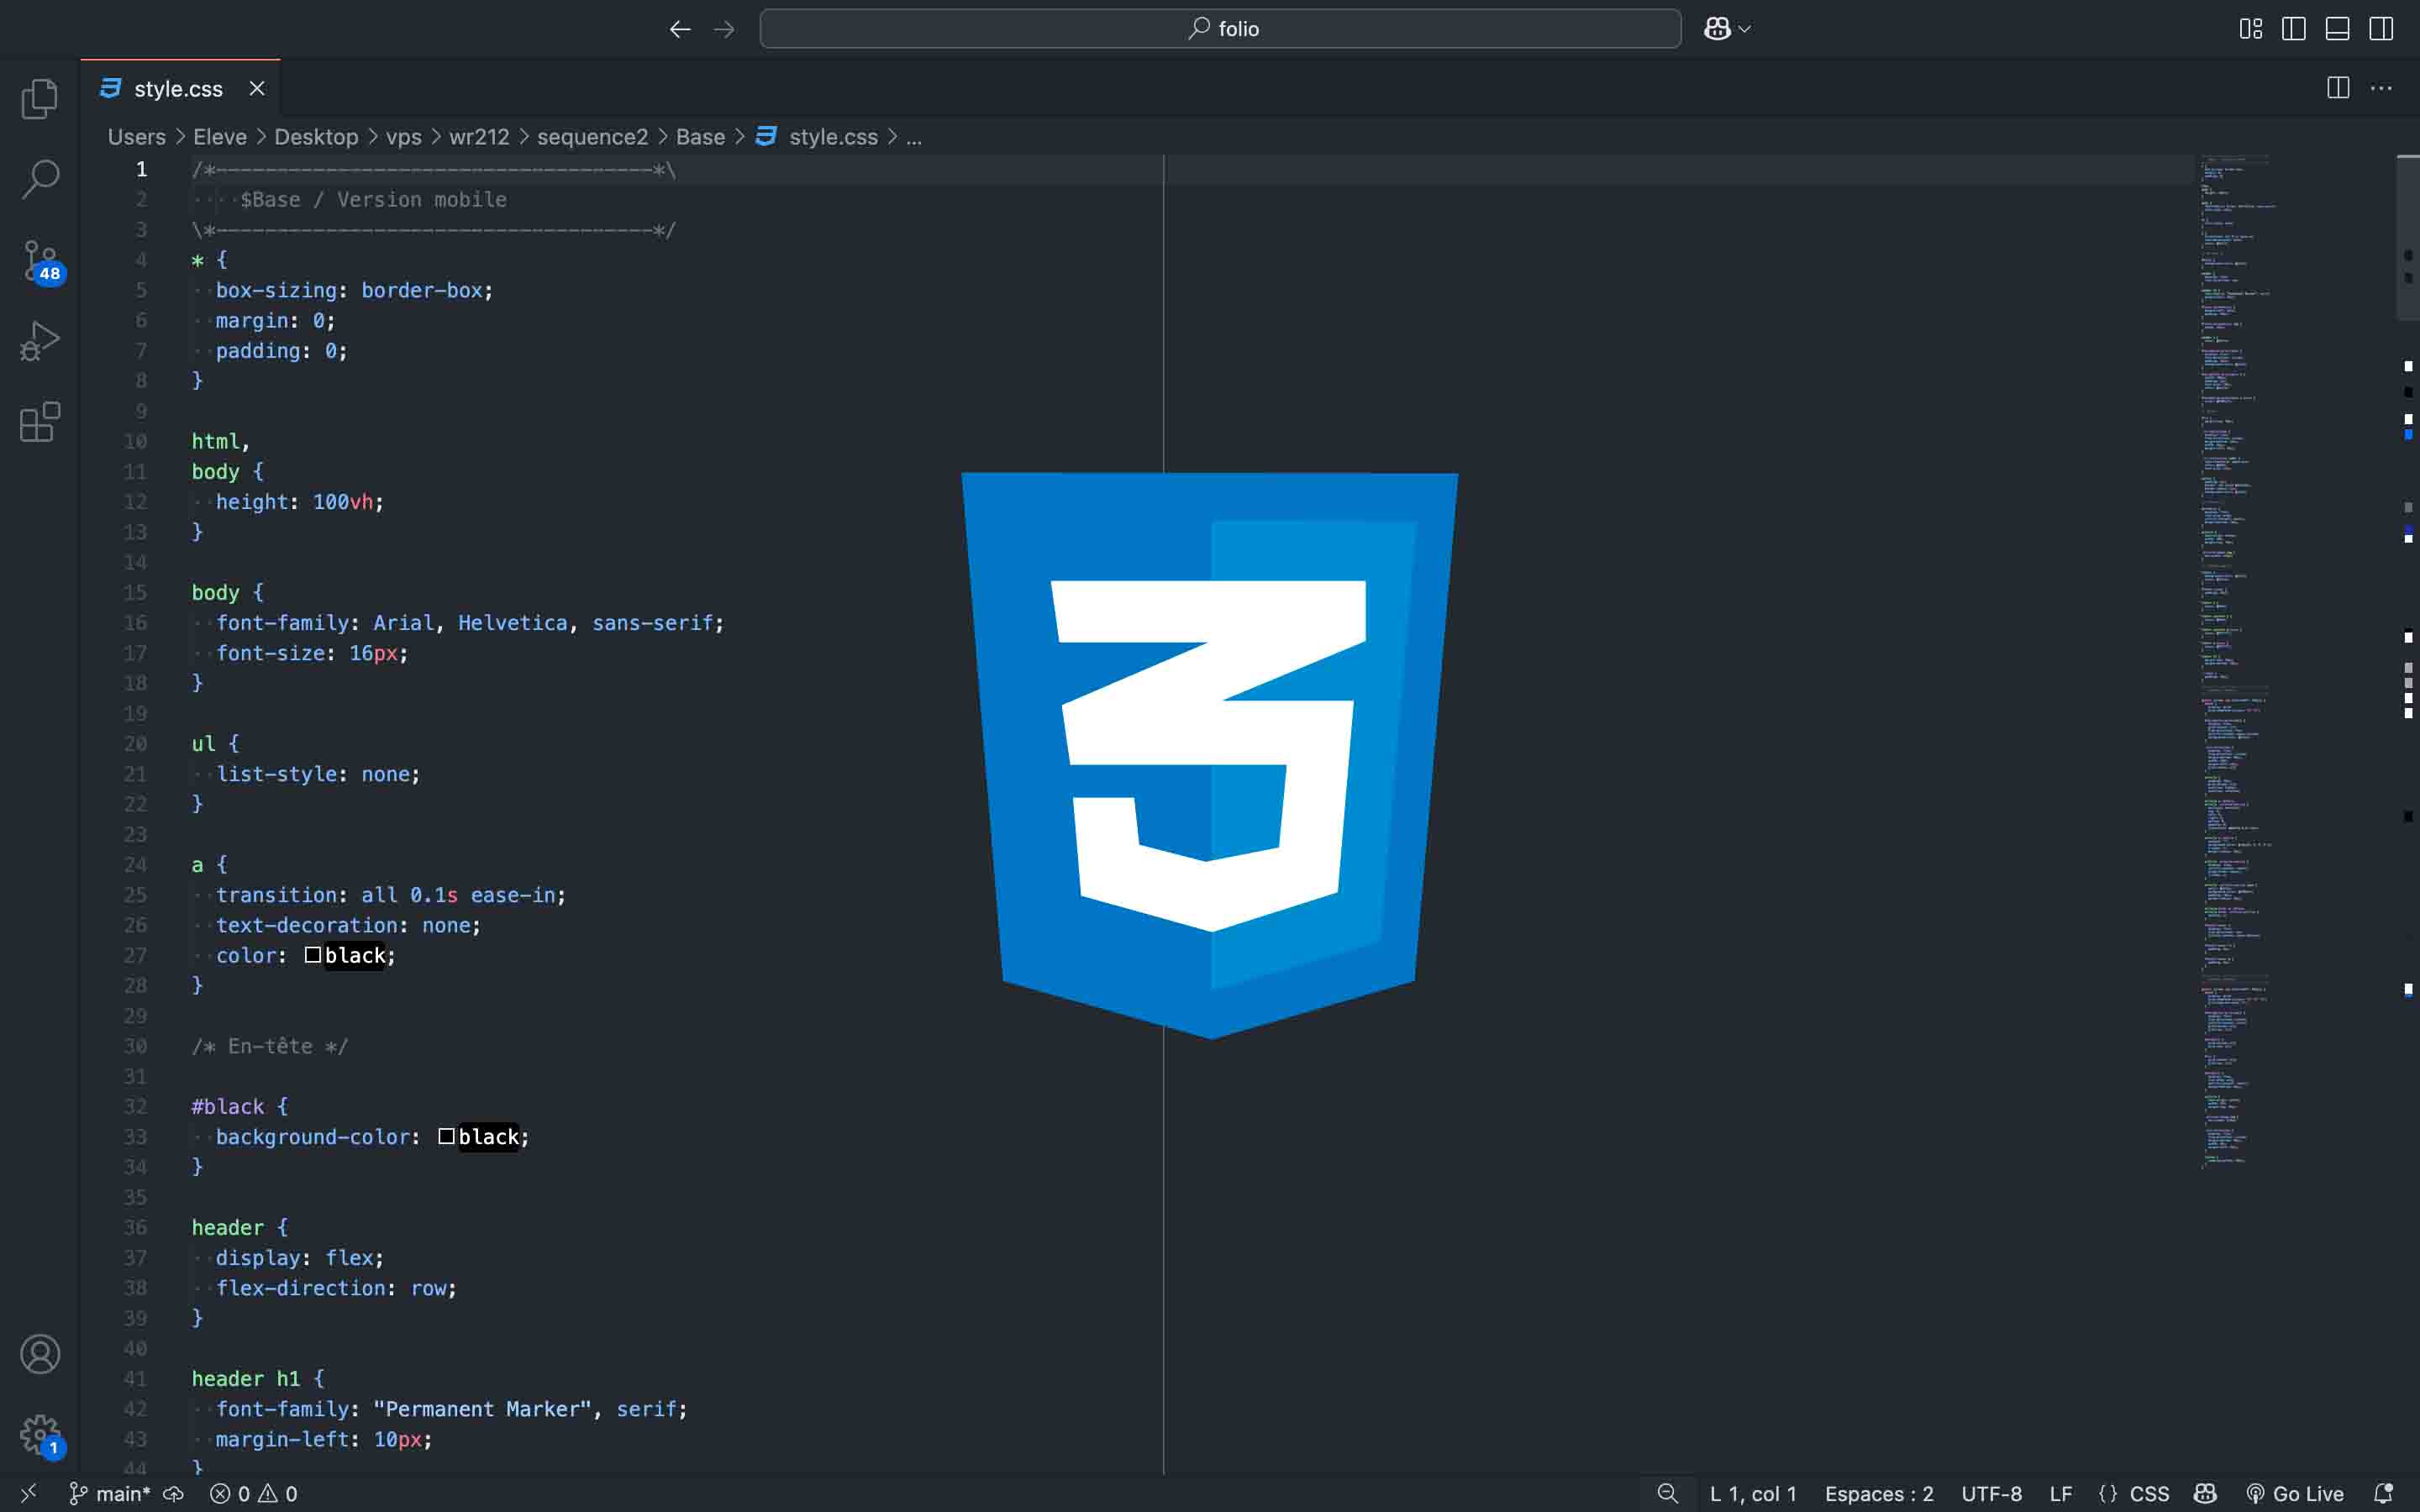 folio
style.css
Users > Eleve > Desktop > vps > wr212 > sequence2 > Base > style.css > ...
1 /*------------------------------------*\
2 $Base / Version mobile
3 \*------------------------------------*/
4 * {
5 box-sizing: border-box;
6 margin: 0;
7 padding: 0;
8 }
9
10 html,
11 body {
12 height: 100vh;
13 }
14
15 body {
16 font-family: Arial, Helvetica, sans-serif;
17 font-size: 16px;
18 }
19
20 ul {
21 list-style: none;
22 }
23
24 a {
25 transition: all 0.1s ease-in;
26 text-decoration: none;
27 color: black;
28 }
29
30 /* En-tête */
31
32 #black {
33 background-color: black;
34 }
35
36 header {
37 display: flex;
38 flex-direction: row;
39 }
40
41 header h1 {
42 font-family: "Permanent Marker", serif;
43 margin-left: 10px;
44 }
48
1
3
main* 0 0 L 1, col 1 Espaces : 2 UTF-8 LF {} CSS Go Live